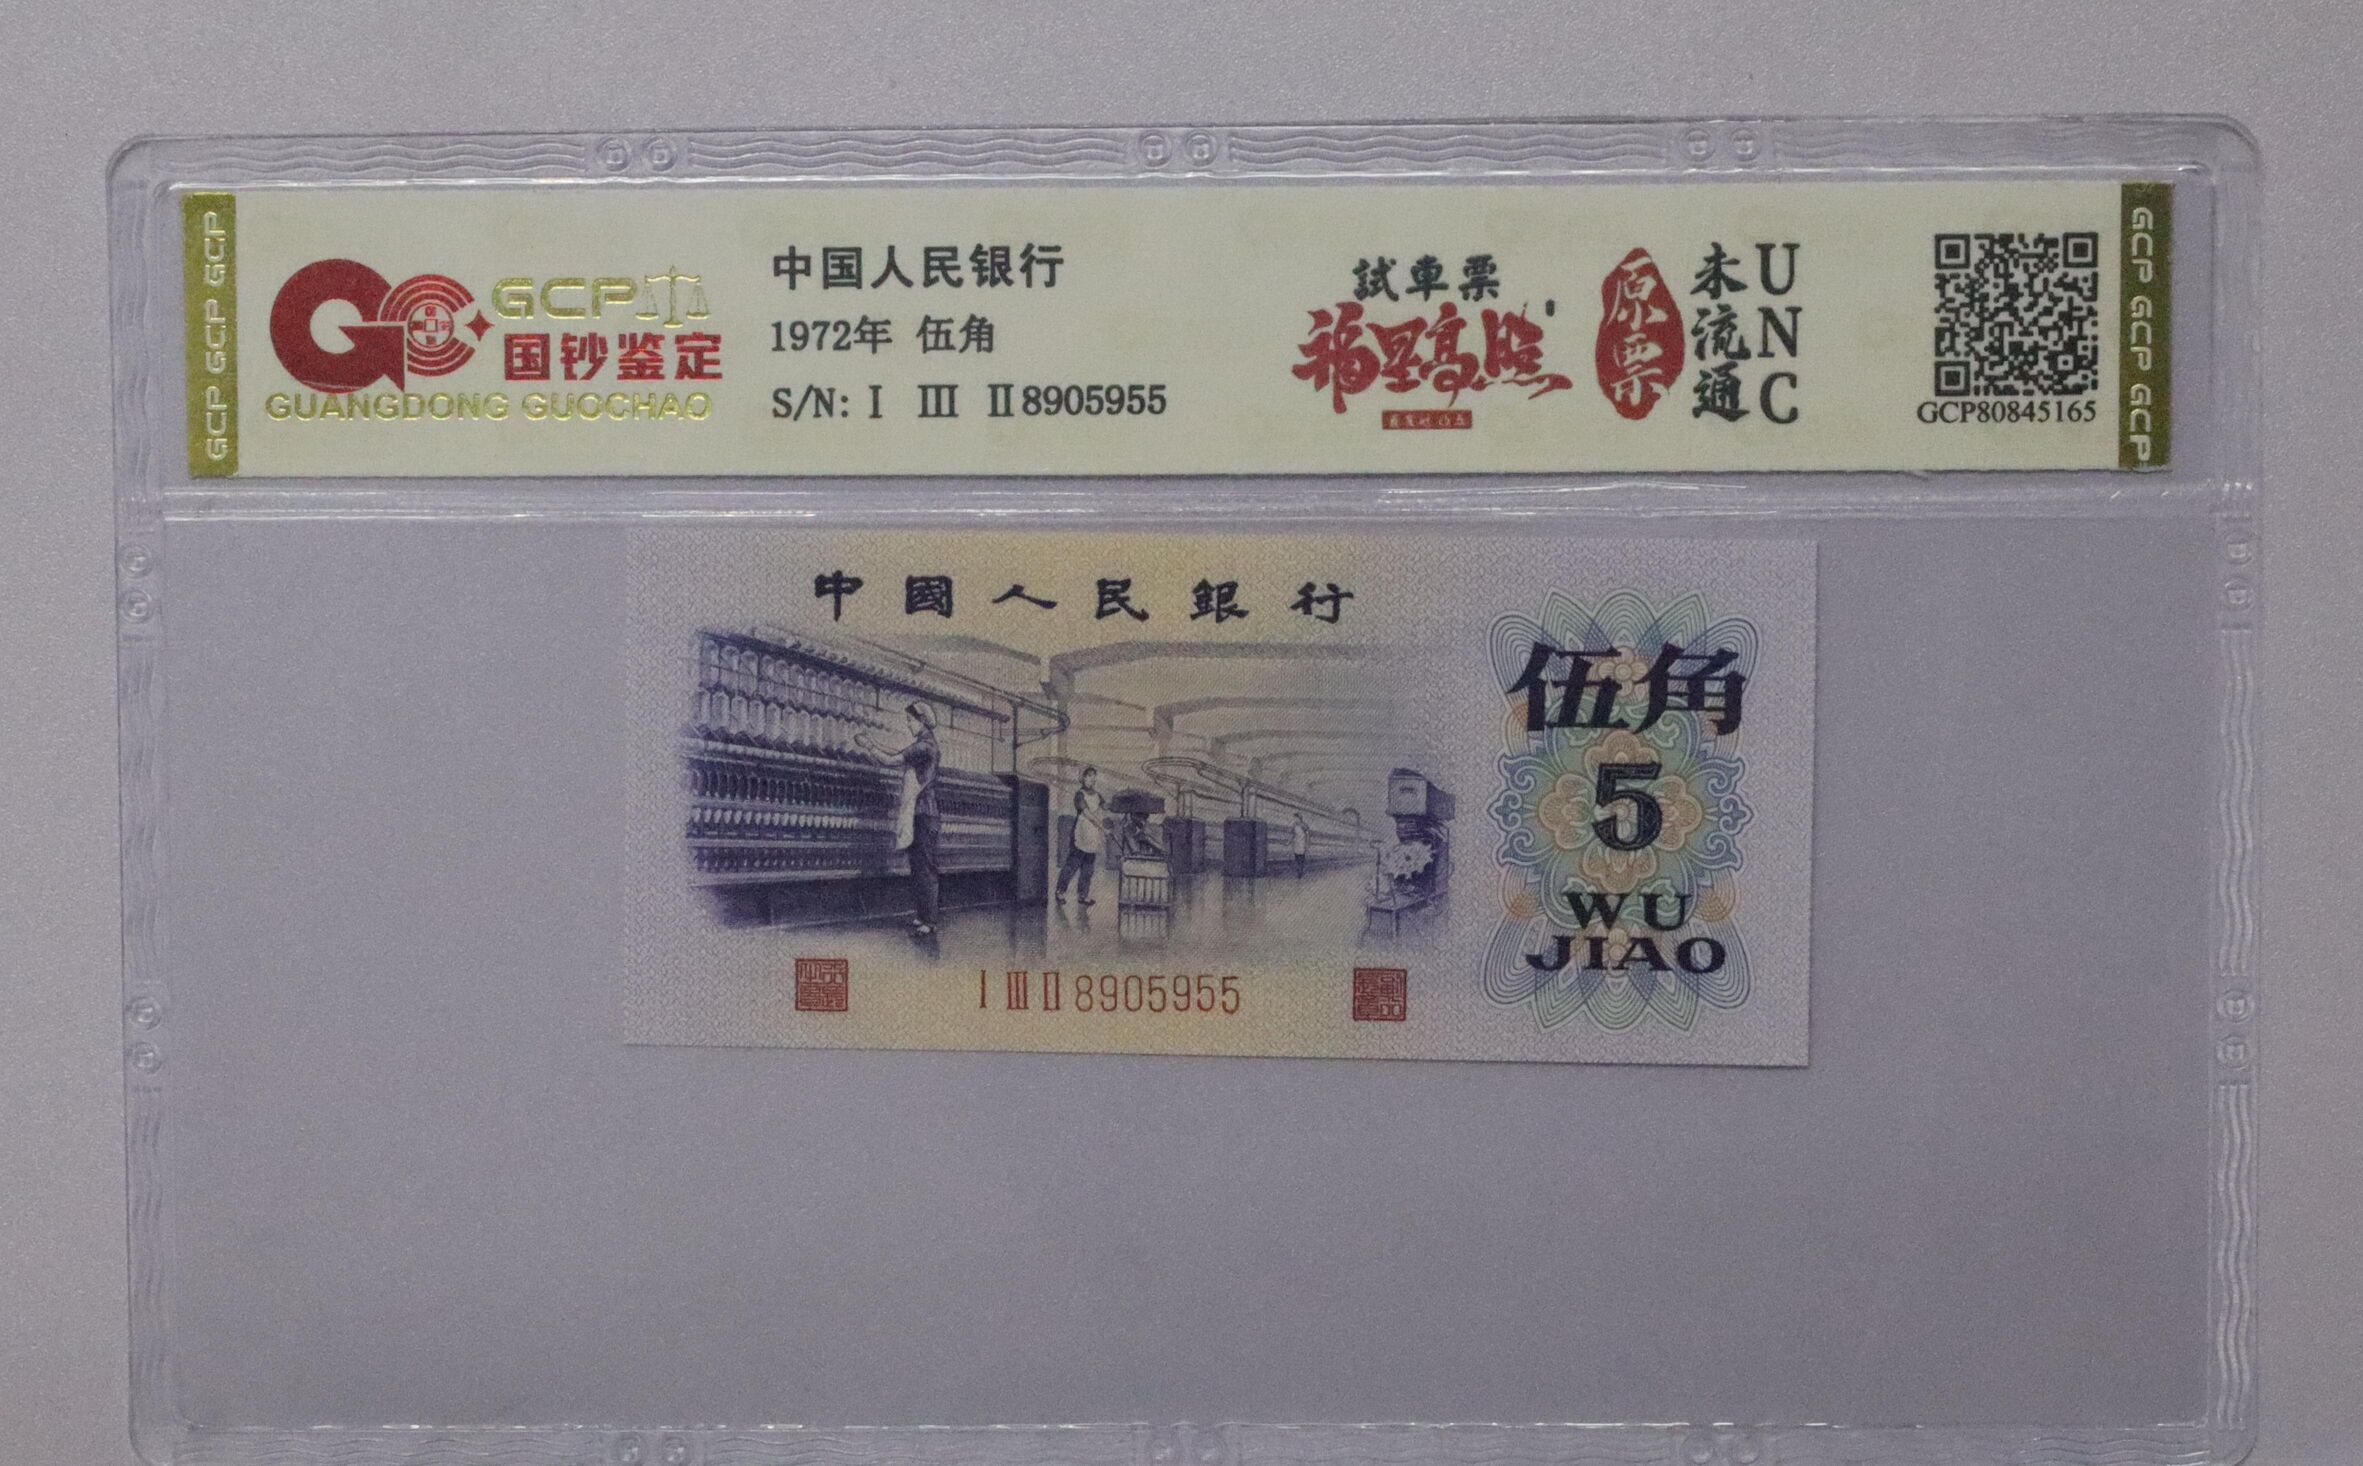 GCP GCP GCP
GCP
国钞鉴定
GUANGDONG GUOCHAO
中国人民银行
1972年 伍角
S/N: I III II 8905955
試車票
福星高照
原票
未流通
UNC
GCP80845165
GCP GCP GCP
中國人民銀行
伍角
5
WU
JIAO
I III II 8905955